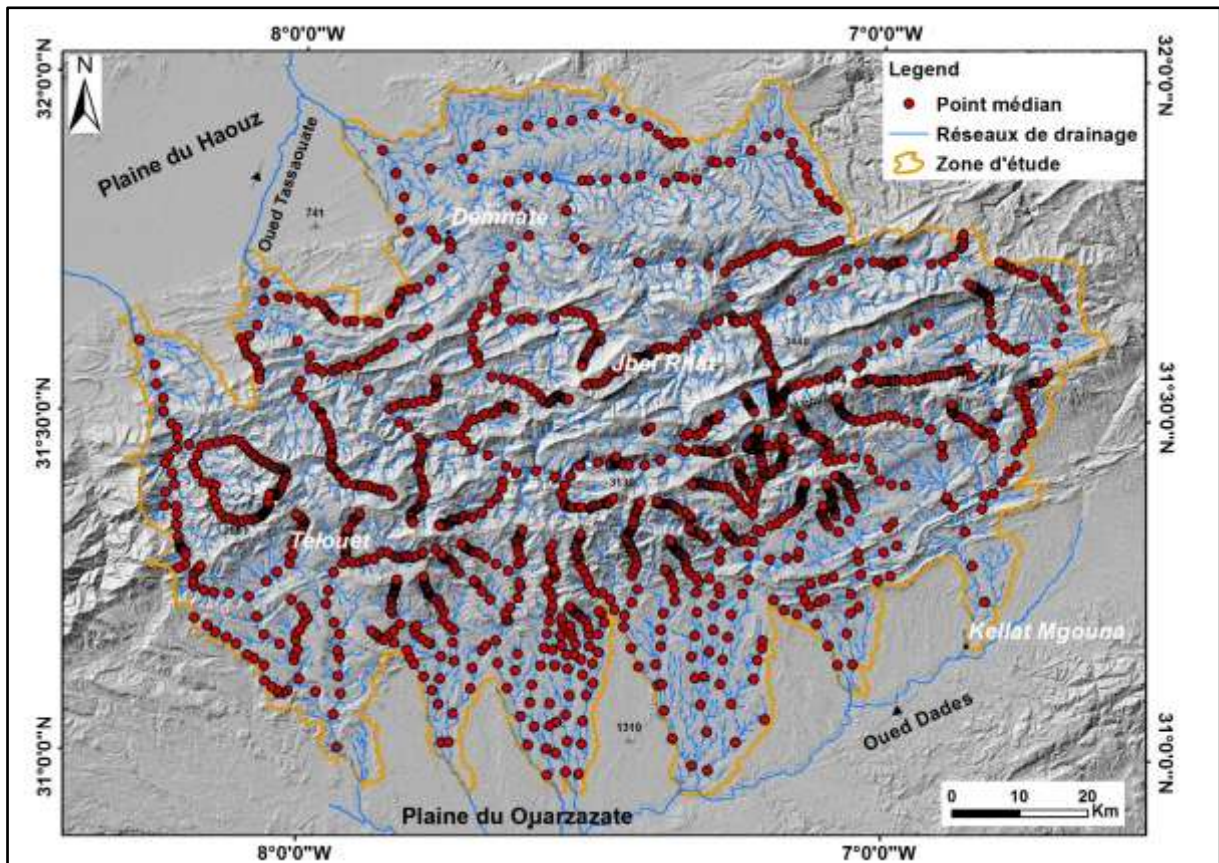 8°0'0"W
7°0'0"W
N
32°0'0"N
32°0'0"N
Legend
Point médian
Réseaux de drainage
Zone d'étude
Plaine du Haouz
Oued Tassaouate
741
Demnate
Jbel Rhat
3448
31°30'0"N
31°30'0"N
Telouet
Kellat Mgouna
Oued Dades
1310
31°0'0"N
31°0'0"N
Plaine du Ouarzazate
0 10 20
Km
8°0'0"W
7°0'0"W